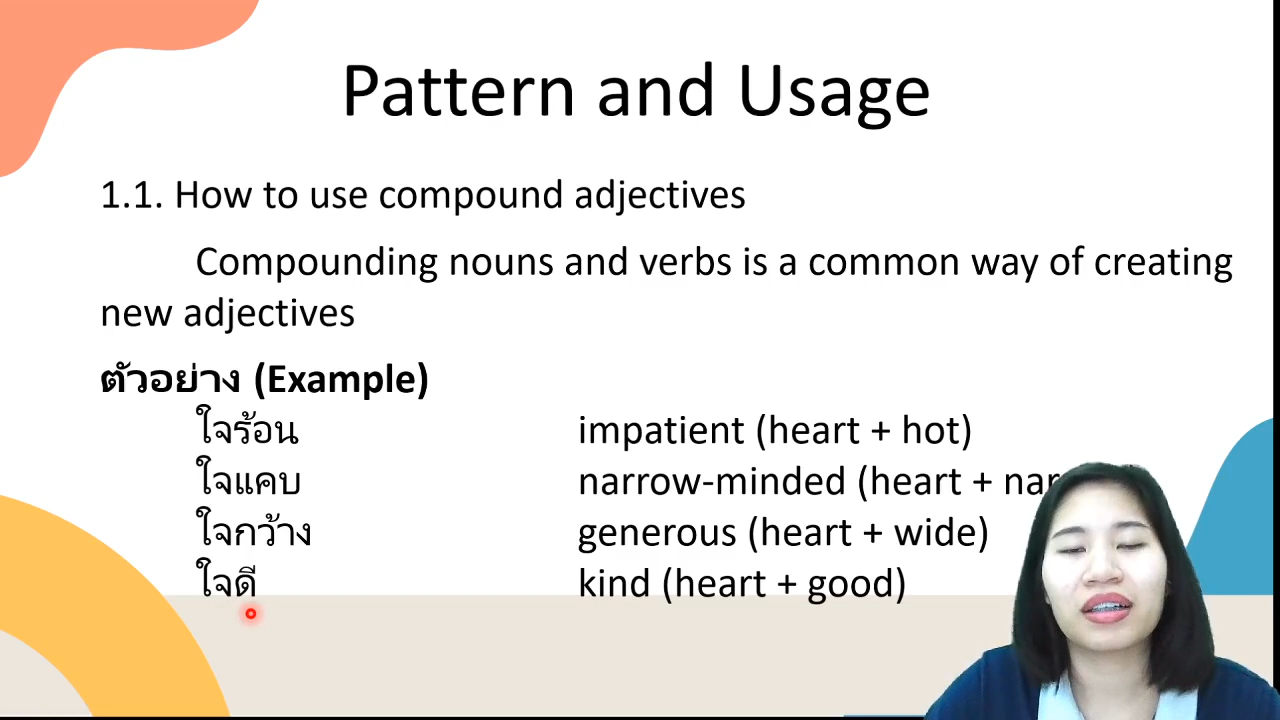 Pattern and Usage
1.1. How to use compound adjectives
Compounding nouns and verbs is a common way of creating
new adjectives
ตัวอย่าง (Example)
ใจร้อน impatient (heart + hot)
ใจแคบ narrow-minded (heart +
ใจกว้าง generous (heart + wide)
ใจดี kind (heart + good)